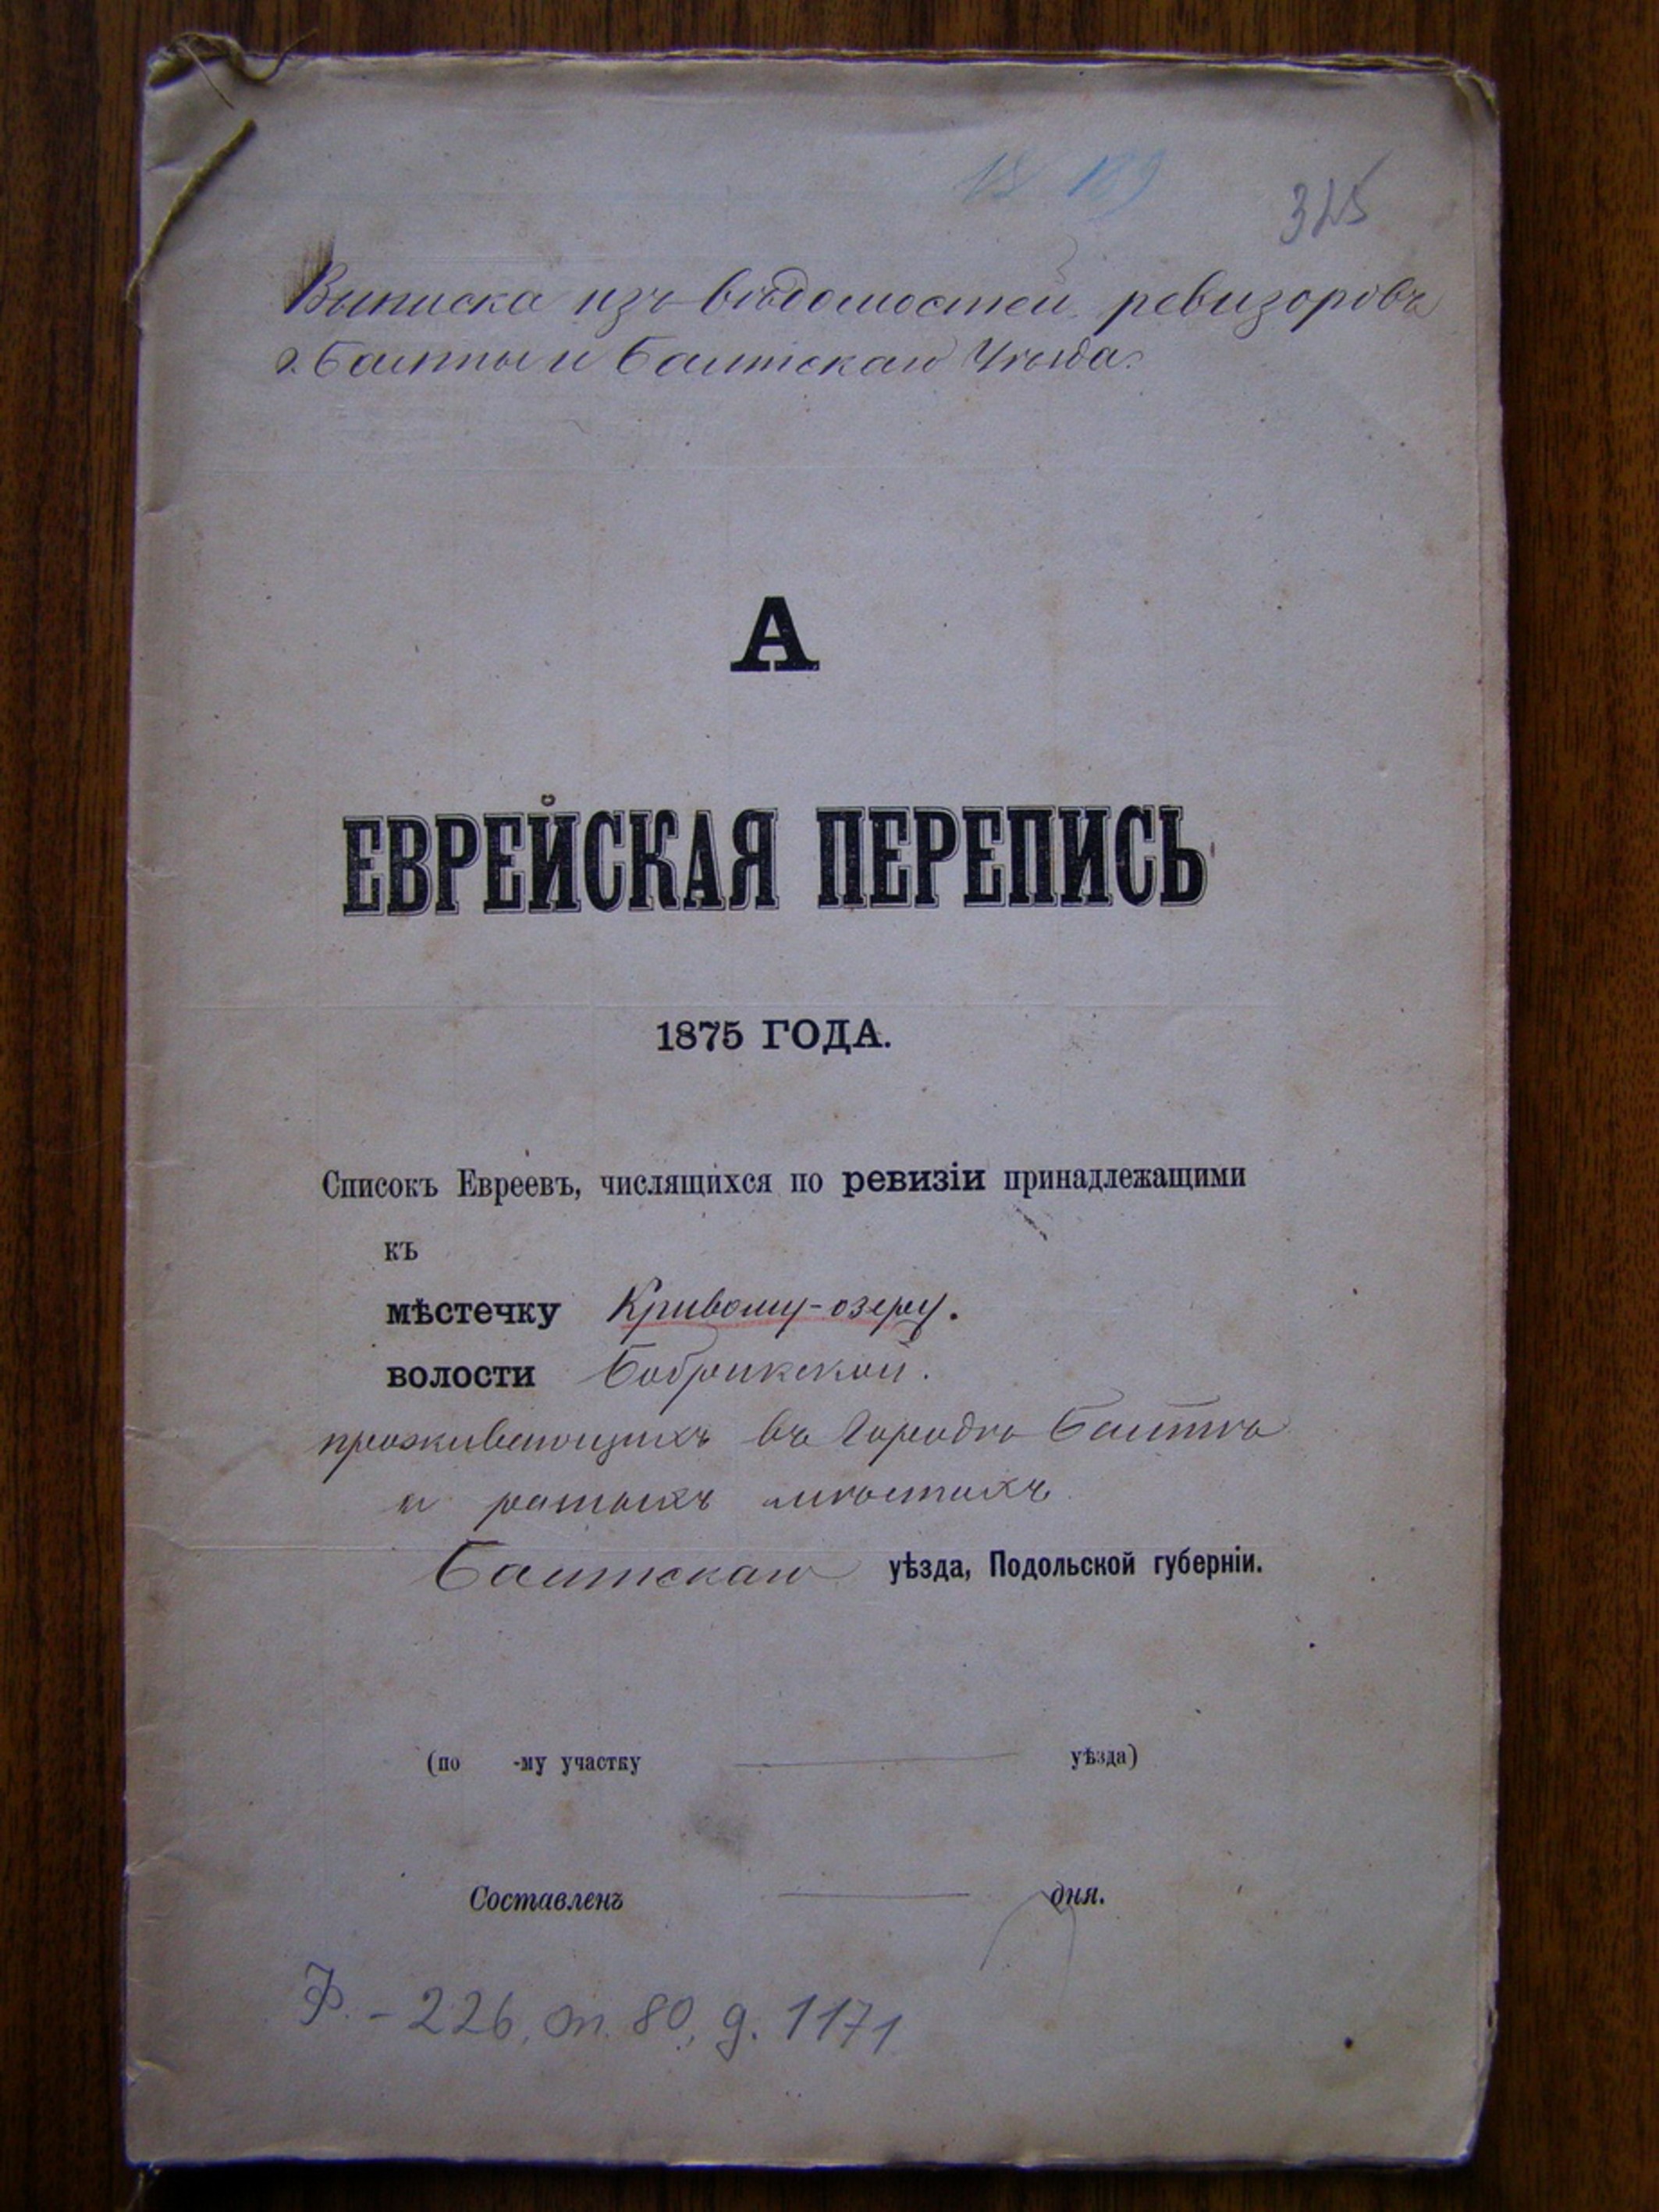 325
Выписка изъ вѣдомостей ревизоровъ
г. Балты и Балтскаго Уѣзда.
А
ЕВРЕЙСКАЯ ПЕРЕПИСЬ
1875 ГОДА.
Списокъ Евреевъ, числящихся по ревизіи принадлежащими
къ
мѣстечку Кривому-озеру.
волости Бобрикской.
проживающихъ въ Городѣ Балтѣ
и разныхъ мѣстахъ
Балтскаго уѣзда, Подольской губерніи.
(по -му участку уѣзда)
Составленъ дня.
Ф. - 226, оп. 80, д. 1171